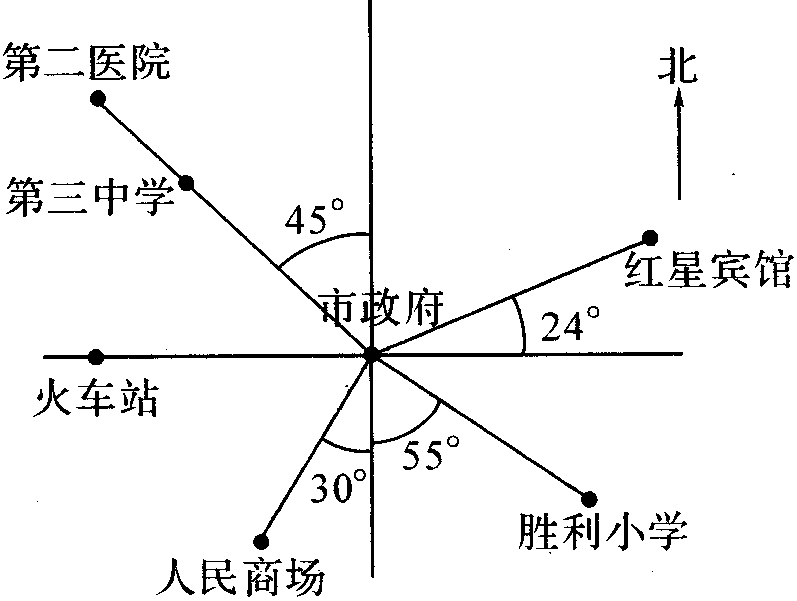 第二医院
北
第三中学
45°
红星宾馆
市政府
24°
火车站
55°
30°
胜利小学
人民商场